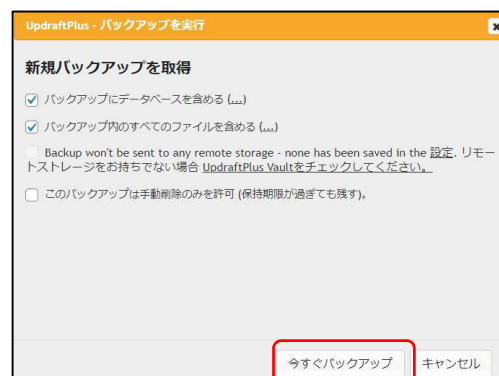 UpdraftPlus - バックアップを実行
新規バックアップを取得
バックアップにデータベースを含める (...)
バックアップ内のすべてのファイルを含める (...)
Backup won't be sent to any remote storage - none has been saved in the 設定. リモー
トストレージをお持ちでない場合 UpdraftPlus Vaultをチェックしてください。
このバックアップは手動削除のみを許可 (保持期限が過ぎても残す)。
今すぐバックアップ キャンセル